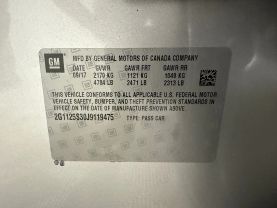 GM
MFD BY GENERAL MOTORS OF CANADA COMPANY
DATE GVWR GAWR FRT GAWR RR
09/17 2170 KG 1121 KG 1049 KG
4784 LB 2471 LB 2313 LB
THIS VEHICLE CONFORMS TO ALL APPLICABLE U.S. FEDERAL
MOTOR VEHICLE SAFETY, BUMPER, AND THEFT PREVENTION STANDARDS
IN EFFECT ON THE DATE OF MANUFACTURE SHOWN ABOVE.
2G1125S30J9119475 TYPE: PASS CAR